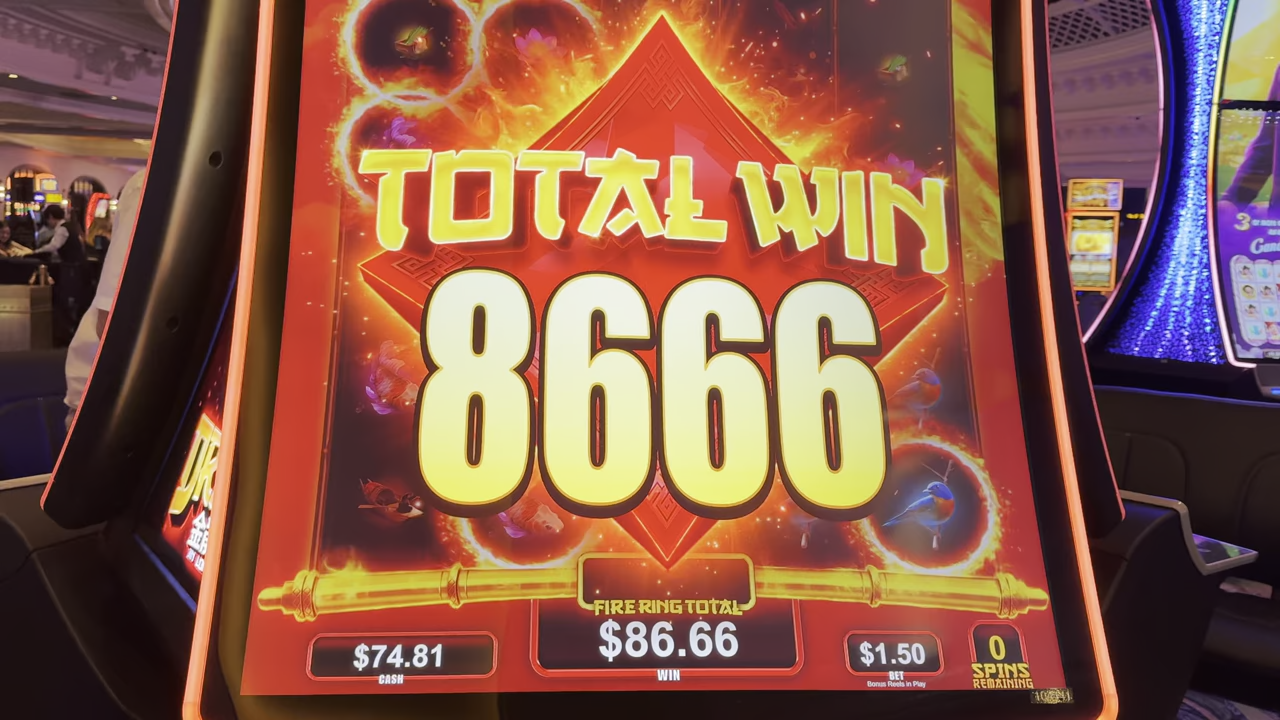 TOTAL WIN
8666
FIRE RING TOTAL
$74.81
CASH
$86.66
WIN
$1.50
BET
Bonus Reels in Play
0
SPINS
REMAINING
3